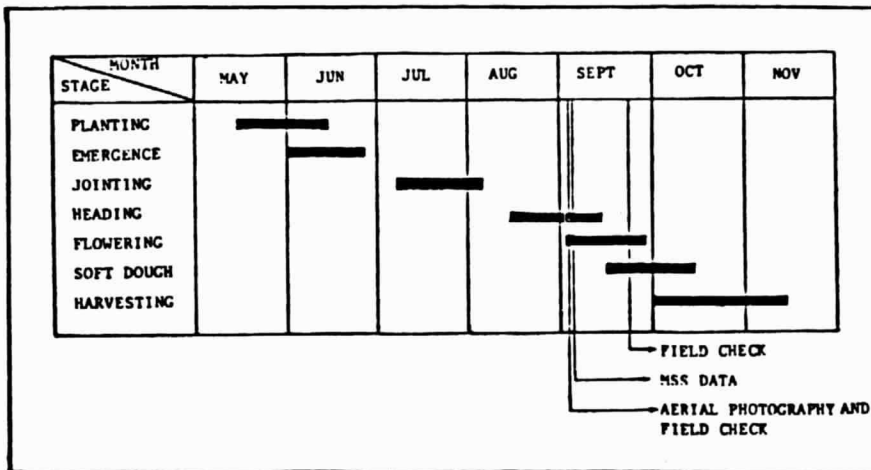 MONTH
STAGE
MAY JUN JUL AUG SEPT OCT NOV
PLANTING
EMERGENCE
JOINTING
HEADING
FLOWERING
SOFT DOUGH
HARVESTING
FIELD CHECK
MSS DATA
AERIAL PHOTOGRAPHY AND
FIELD CHECK